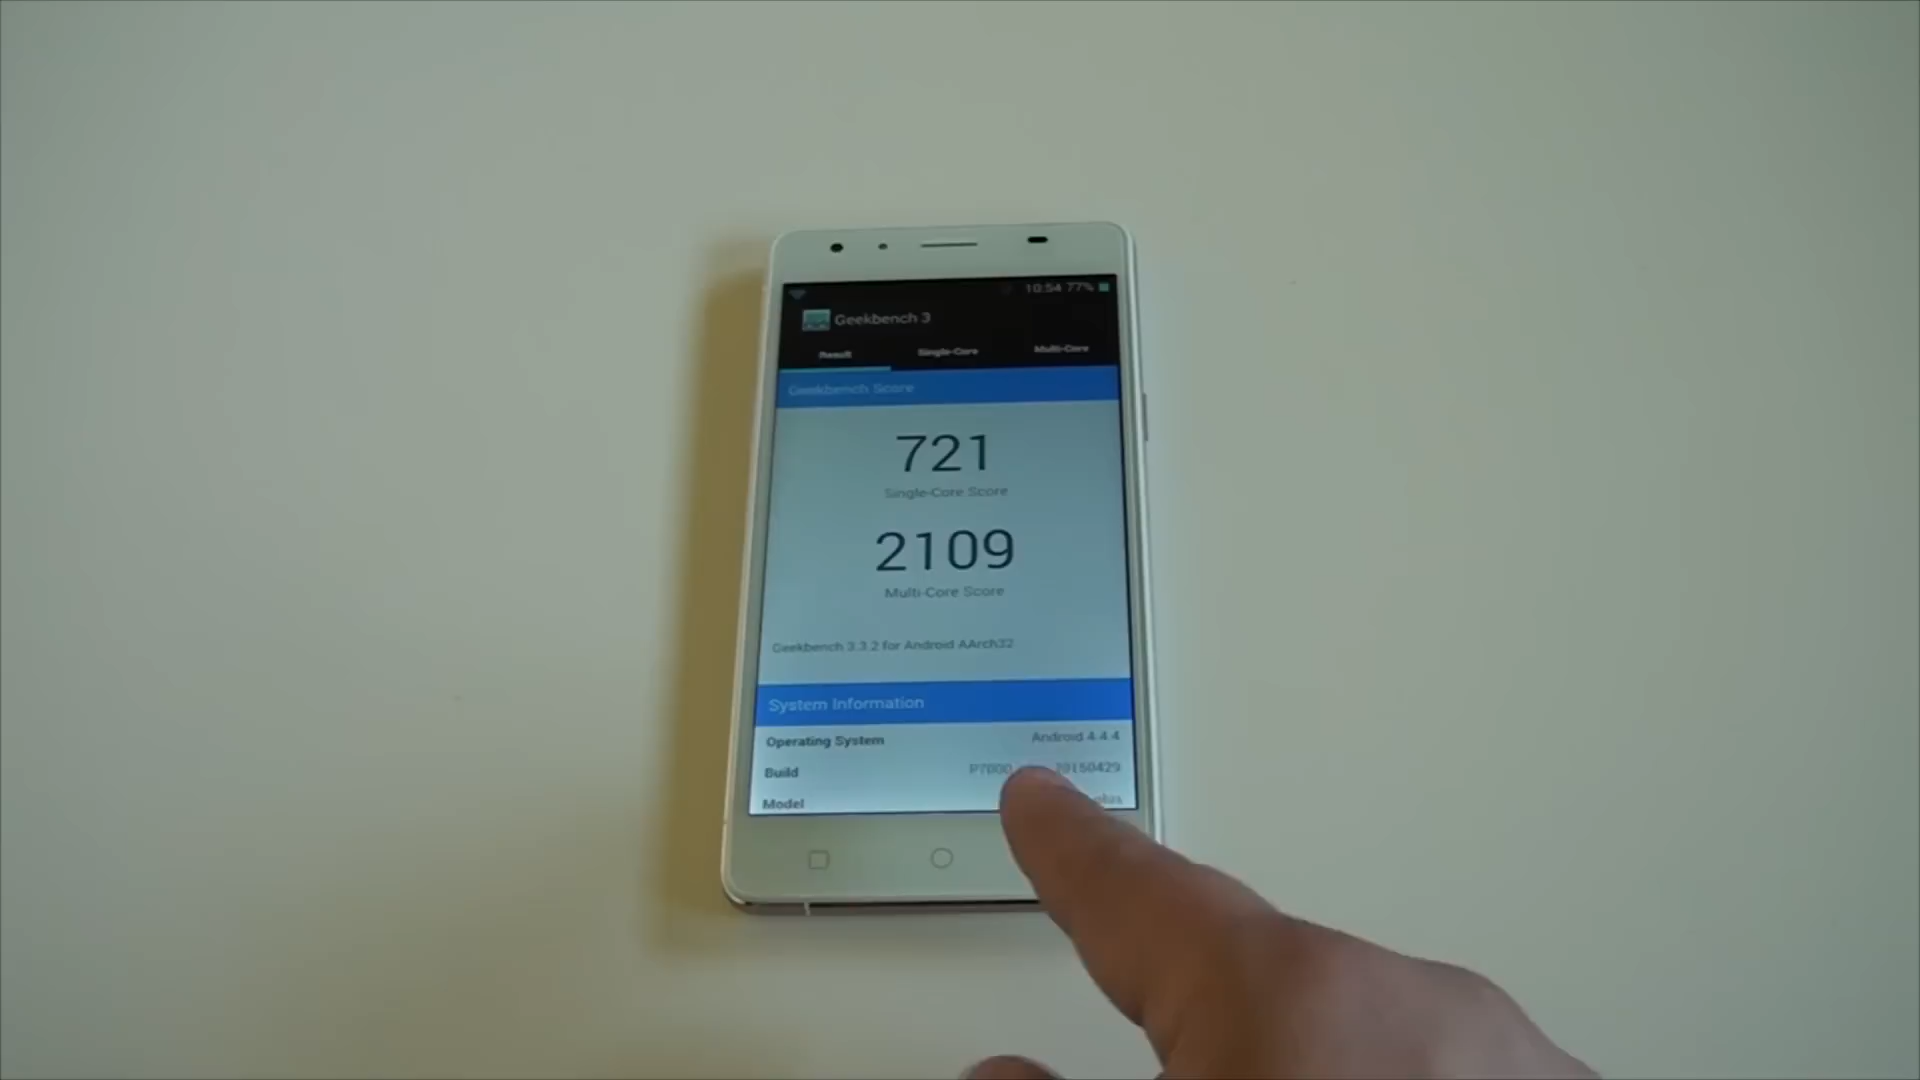 10:54 77%
Geekbench 3
Result Single-Core Multi-Core
Geekbench Score
721
Single-Core Score
2109
Multi-Core Score
Geekbench 3.3.2 for Android AArch32
System Information
Operating System Android 4.4.4
Build P7000 20150429
Model plus